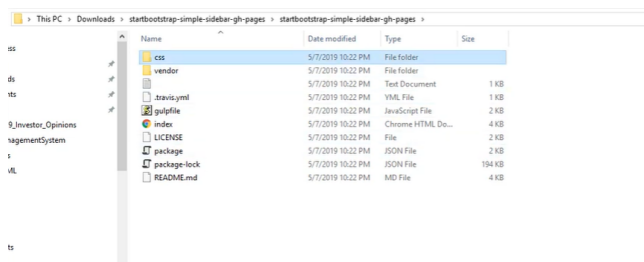 This PC > Downloads > startbootstrap-simple-sidebar-gh-pages > startbootstrap-simple-sidebar-gh-pages >
Name Date modified Type Size
css 5/7/2019 10:22 PM File folder
vendor 5/7/2019 10:22 PM File folder
5/7/2019 10:22 PM Text Document 1 KB
.travis.yml 5/7/2019 10:22 PM YML File 1 KB
gulpfile 5/7/2019 10:22 PM JavaScript File 2 KB
index 5/7/2019 10:22 PM Chrome HTML Do... 4 KB
LICENSE 5/7/2019 10:22 PM File 2 KB
package 5/7/2019 10:22 PM JSON File 2 KB
package-lock 5/7/2019 10:22 PM JSON File 194 KB
README.md 5/7/2019 10:22 PM MD File 4 KB
ess
ds
nts
9_Investor_Opinions
nagementSystem
s
ML
ts